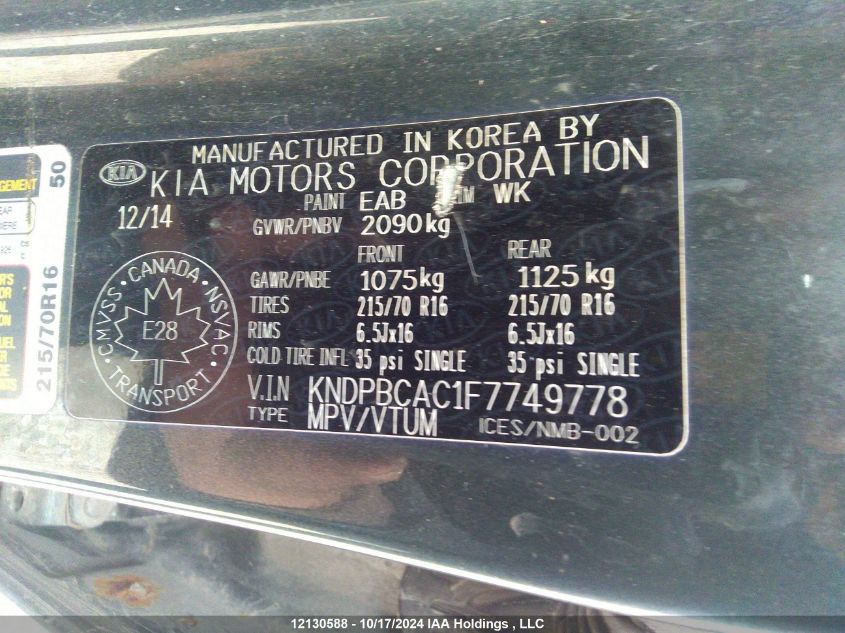 MANUFACTURED IN KOREA BY
KIA KIA MOTORS CORPORATION
12/14 PAINT EAB WK
GVWR/PNBV 2090kg
FRONT REAR
GAWR/PNBE 1075kg 1125kg
TIRES 215/70 R16 215/70 R16
RIMS 6.5Jx16 6.5Jx16
COLD TIRE INFL 35 psi SINGLE 35 psi SINGLE
V.I.N KNDPBCAC1F7749778
TYPE MPV/VTUM ICES/NMB-002
CMVSS · CANADA · NSVAC
E28
TRANSPORT
215/70R16 50
12130588 - 10/17/2024 IAA Holdings, LLC